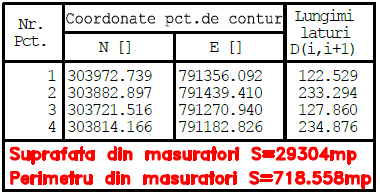 Nr. Pct. Coordonate pct.de contur Lungimi laturi D(i,i+1)
N [] E []
1 303972.739 791356.092 122.529
2 303882.897 791439.410 233.294
3 303721.516 791270.940 127.860
4 303814.166 791182.826 234.876
Suprafata din masuratori S=29304mp
Perimetru din masuratori S=718.558mp